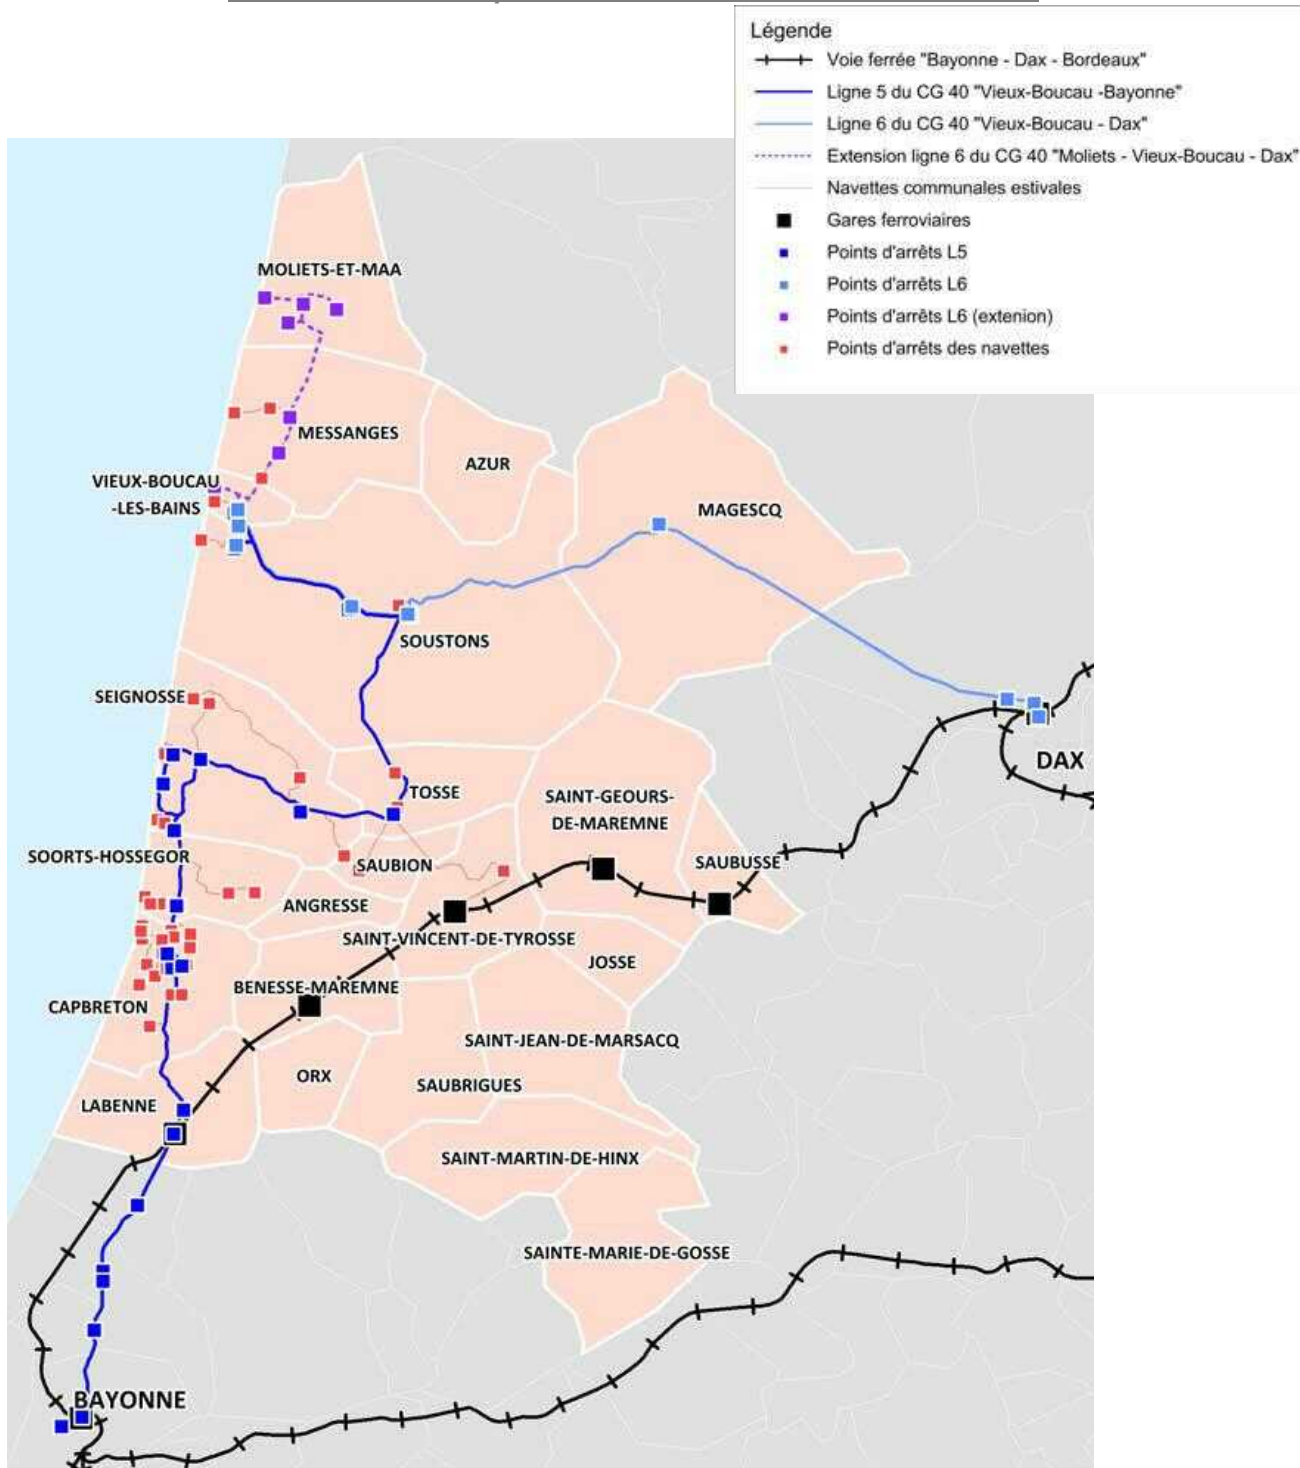 Légende
Voie ferrée "Bayonne - Dax - Bordeaux"
Ligne 5 du CG 40 "Vieux-Boucau -Bayonne"
Ligne 6 du CG 40 "Vieux-Boucau - Dax"
Extension ligne 6 du CG 40 "Moliets - Vieux-Boucau - Dax"
Navettes communales estivales
Gares ferroviaires
Points d'arrêts L5
Points d'arrêts L6
Points d'arrêts L6 (extenion)
Points d'arrêts des navettes
MOLIETS-ET-MAA
MESSANGES
AZUR
VIEUX-BOUCAU
-LES-BAINS
MAGESCQ
SOUSTONS
SEIGNOSSE
DAX
TOSSE
SAINT-GEOURS-
DE-MAREMNE
SOORTS-HOSSEGOR
SAUBION
SAUBUSSE
ANGRESSE
SAINT-VINCENT-DE-TYROSSE
JOSSE
BENESSE-MAREMNE
CAPBRETON
SAINT-JEAN-DE-MARSACQ
ORX
SAUBRIGUES
LABENNE
SAINT-MARTIN-DE-HINX
SAINTE-MARIE-DE-GOSSE
BAYONNE